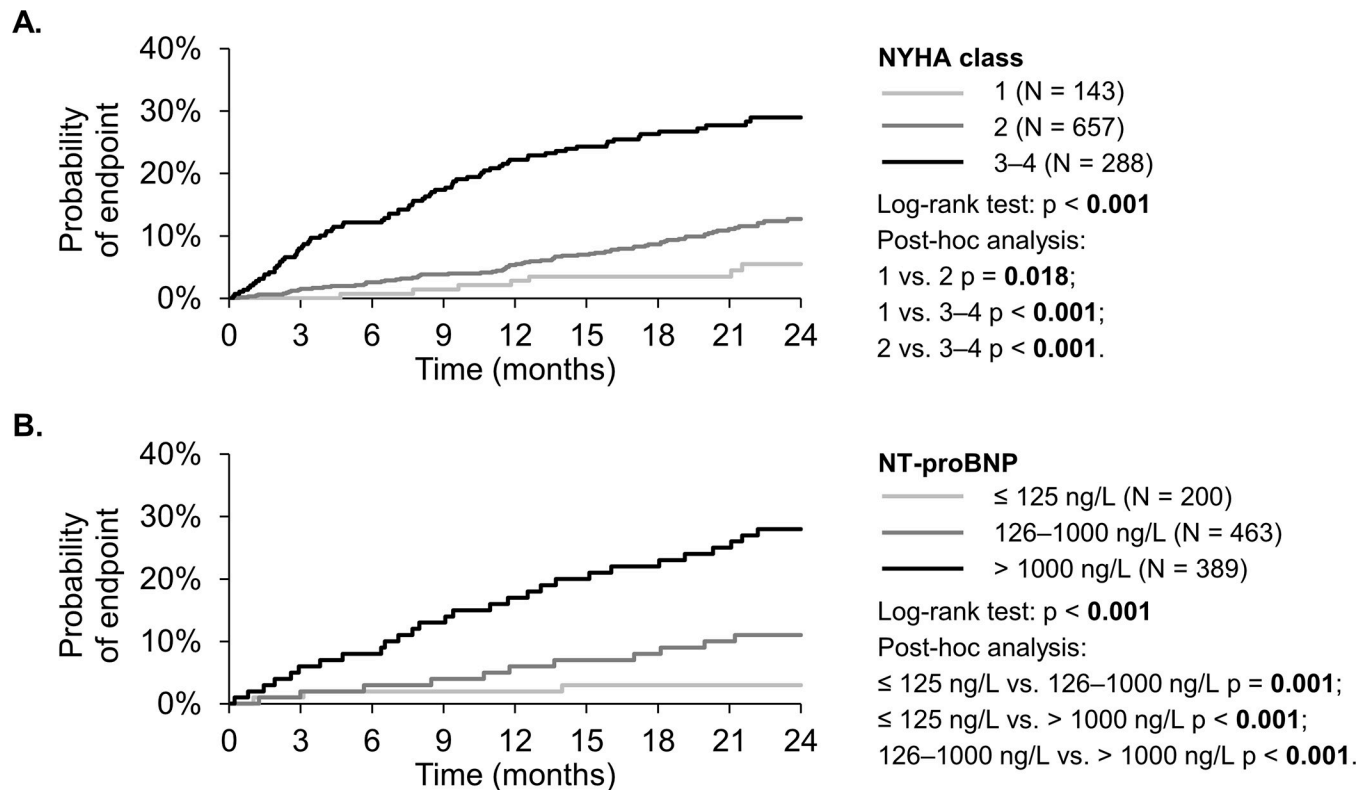 A.
Probability
of endpoint
40%
30%
20%
10%
0%
0 3 6 9 12 15 18 21 24
Time (months)
NYHA class
1 (N = 143)
2 (N = 657)
3–4 (N = 288)
Log-rank test: p < 0.001
Post-hoc analysis:
1 vs. 2 p = 0.018;
1 vs. 3–4 p < 0.001;
2 vs. 3–4 p < 0.001.
B.
Probability
of endpoint
40%
30%
20%
10%
0%
0 3 6 9 12 15 18 21 24
Time (months)
NT-proBNP
≤ 125 ng/L (N = 200)
126–1000 ng/L (N = 463)
> 1000 ng/L (N = 389)
Log-rank test: p < 0.001
Post-hoc analysis:
≤ 125 ng/L vs. 126–1000 ng/L p = 0.001;
≤ 125 ng/L vs. > 1000 ng/L p < 0.001;
126–1000 ng/L vs. > 1000 ng/L p < 0.001.